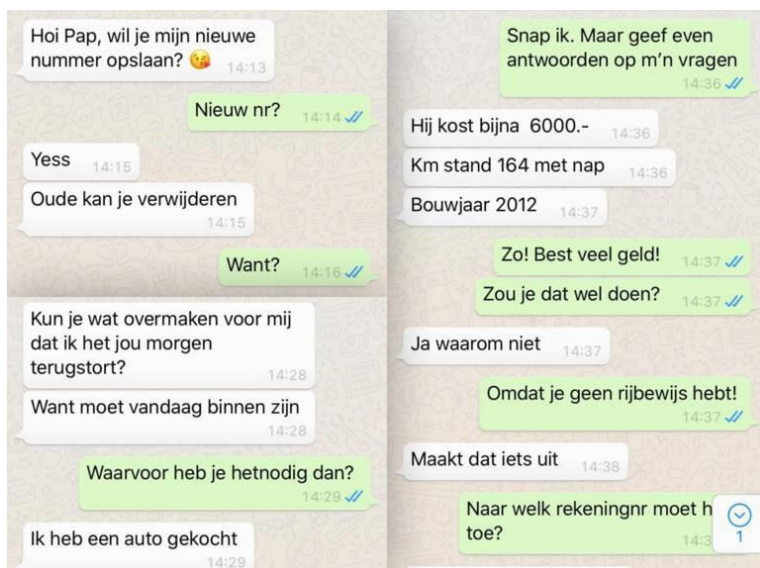 Hoi Pap, wil je mijn nieuwe
nummer opslaan? 😘 14:13
Nieuw nr? 14:14
Yess 14:15
Oude kan je verwijderen
14:15
Want? 14:16
Kun je wat overmaken voor mij
dat ik het jou morgen
terugstort? 14:28
Want moet vandaag binnen zijn
14:28
Waarvoor heb je hetnodig dan?
14:29
Ik heb een auto gekocht
14:29
Snap ik. Maar geef even
antwoorden op m'n vragen
14:36
Hij kost bijna 6000.- 14:36
Km stand 164 met nap 14:36
Bouwjaar 2012 14:37
Zo! Best veel geld! 14:37
Zou je dat wel doen? 14:37
Ja waarom niet 14:37
Omdat je geen rijbewijs hebt!
14:37
Maakt dat iets uit 14:38
Naar welk rekeningnr moet h
toe? 14:3
1